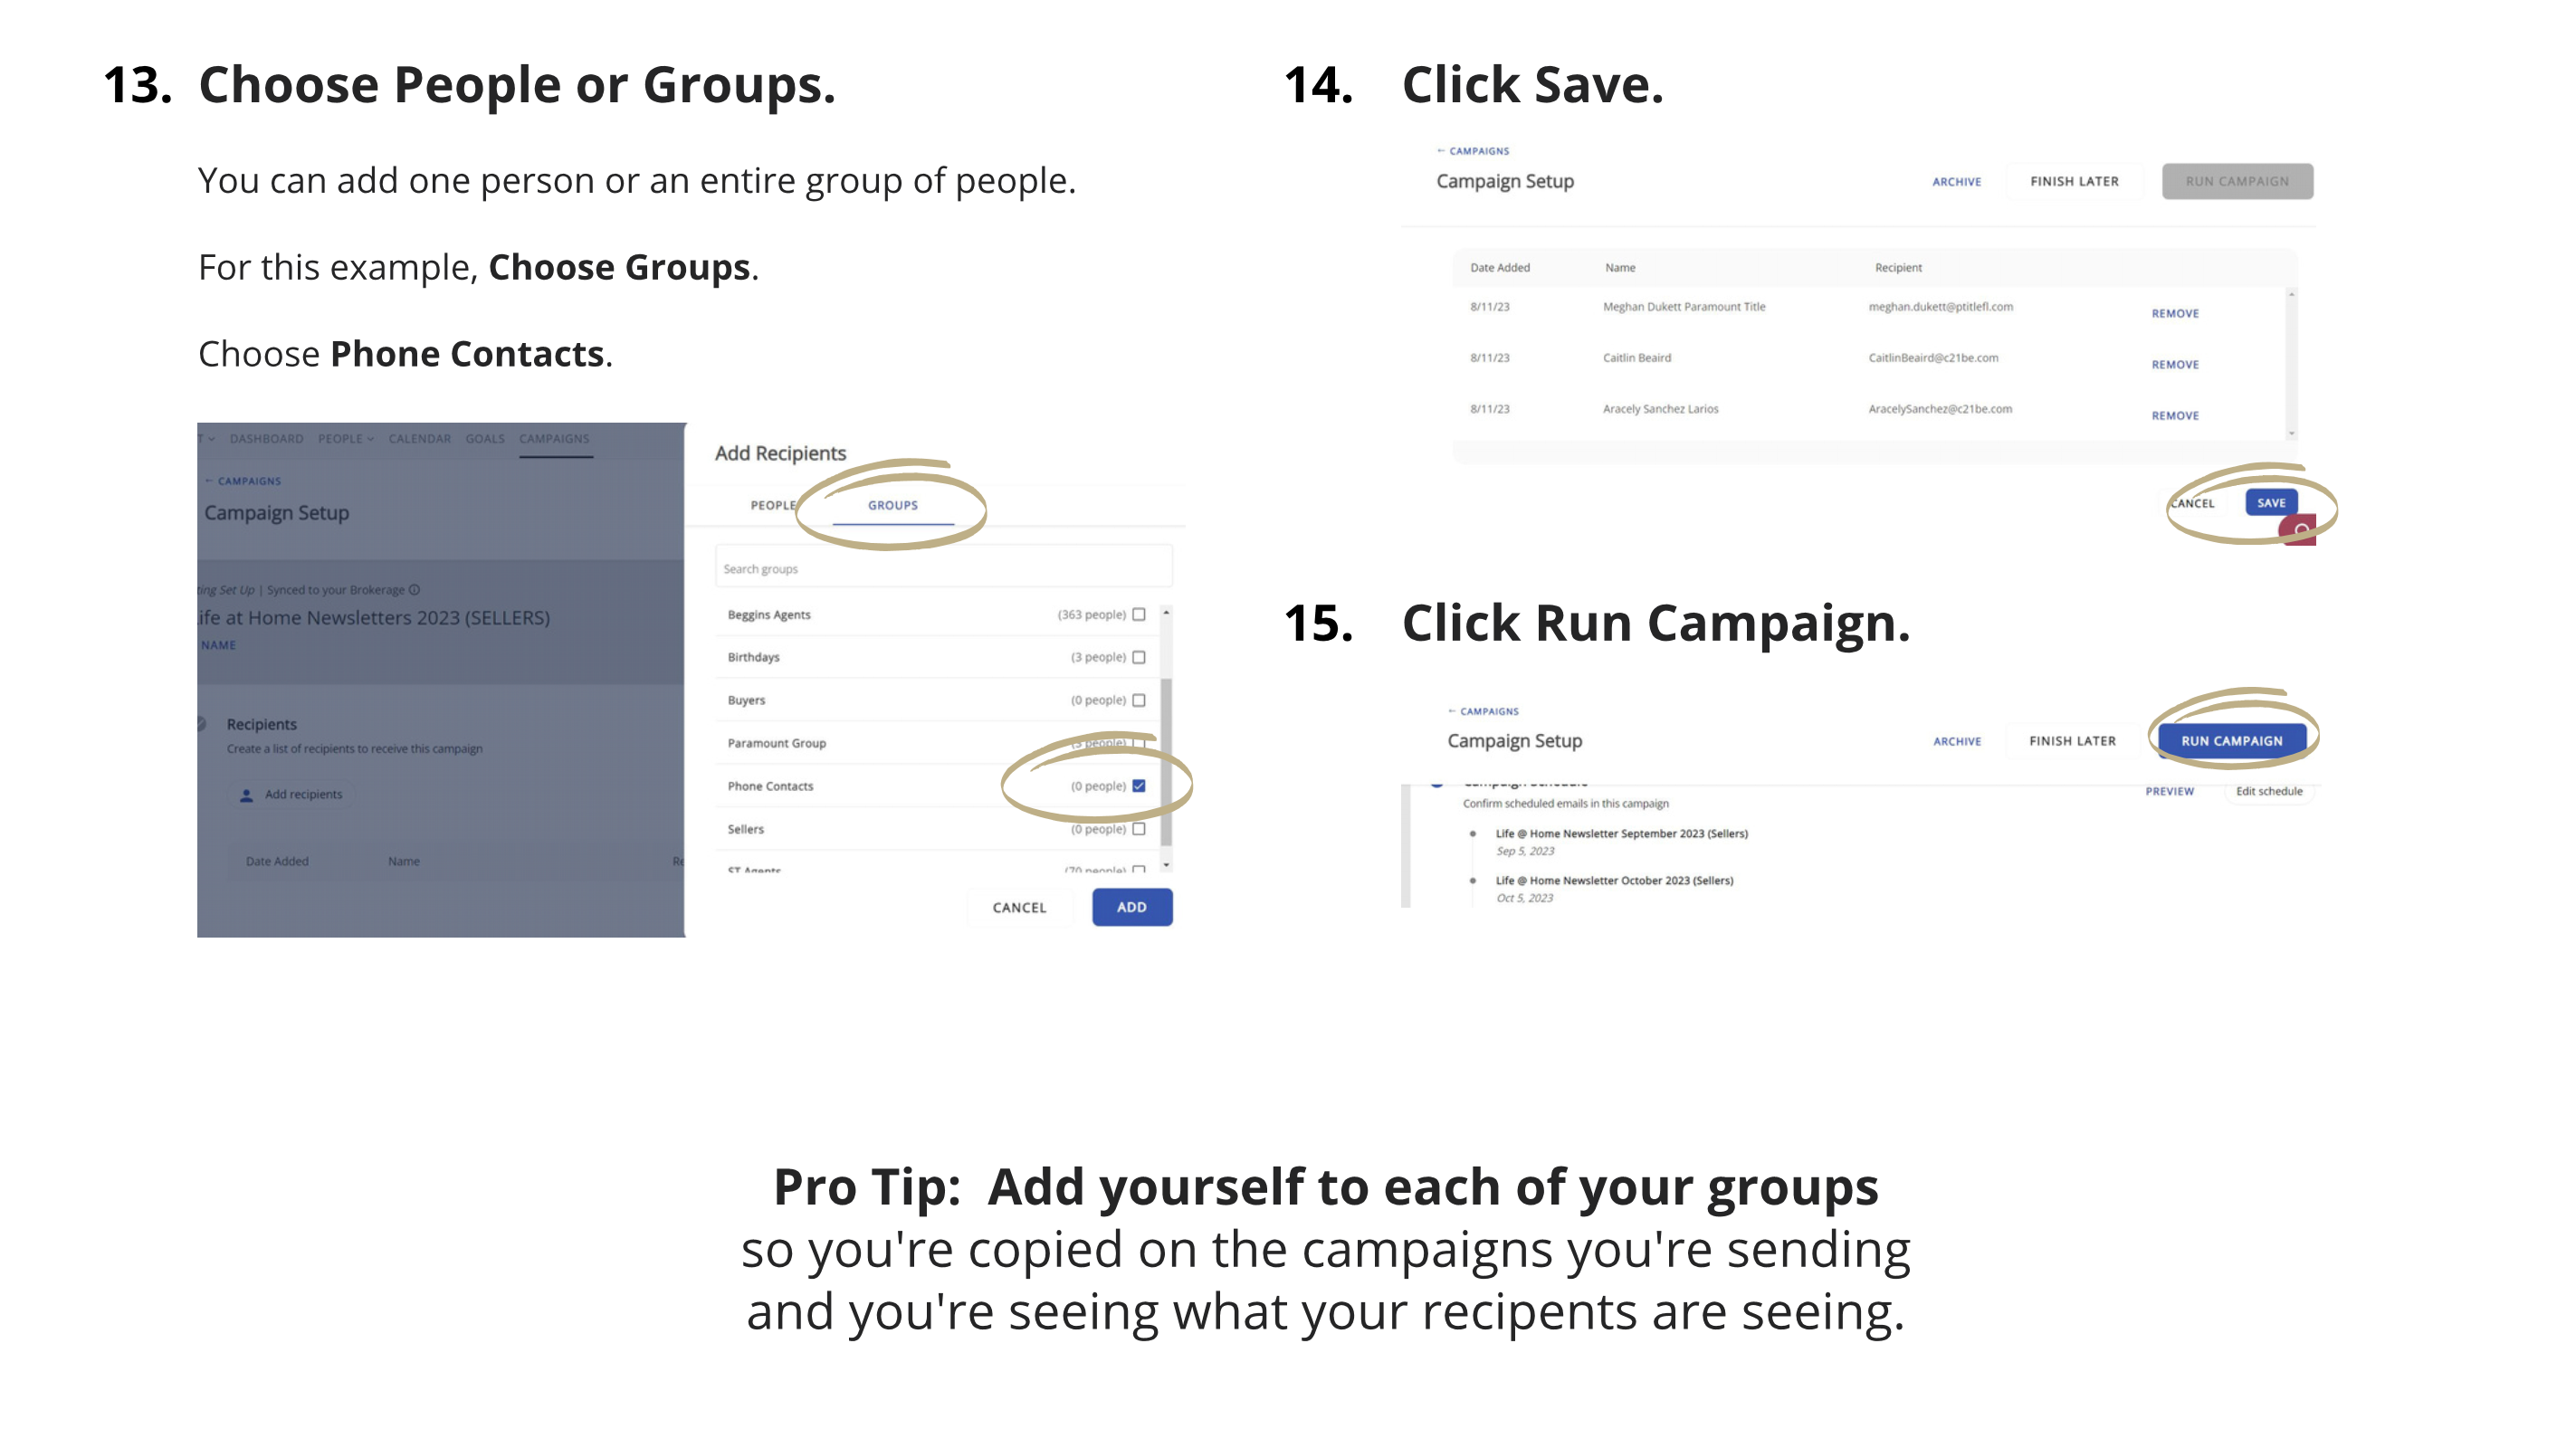 13. Choose People or Groups.
You can add one person or an entire group of people.
For this example, Choose Groups.
Choose Phone Contacts.
T DASHBOARD PEOPLE CALENDAR GOALS CAMPAIGNS
← CAMPAIGNS
Campaign Setup
ting Set Up | Synced to your Brokerage
ife at Home Newsletters 2023 (SELLERS)
NAME
Recipients
Create a list of recipients to receive this campaign
Add recipients
Date Added Name Re
Add Recipients
PEOPLE GROUPS
Search groups
Beggins Agents (363 people)
Birthdays (3 people)
Buyers (0 people)
Paramount Group (3 people)
Phone Contacts (0 people)
Sellers (0 people)
ST Agents (70 people)
CANCEL ADD
14. Click Save.
← CAMPAIGNS
Campaign Setup ARCHIVE FINISH LATER RUN CAMPAIGN
Date Added Name Recipient
8/11/23 Meghan Dukett Paramount Title meghan.dukett@ptitlefl.com REMOVE
8/11/23 Caitlin Beaird CaitlinBeaird@c21be.com REMOVE
8/11/23 Aracely Sanchez Larios AracelySanchez@c21be.com REMOVE
CANCEL SAVE
15. Click Run Campaign.
← CAMPAIGNS
Campaign Setup ARCHIVE FINISH LATER RUN CAMPAIGN
Campaign Schedule
Confirm scheduled emails in this campaign PREVIEW Edit schedule
Life @ Home Newsletter September 2023 (Sellers)
Sep 5, 2023
Life @ Home Newsletter October 2023 (Sellers)
Oct 5, 2023
Pro Tip: Add yourself to each of your groups
so you're copied on the campaigns you're sending
and you're seeing what your recipents are seeing.